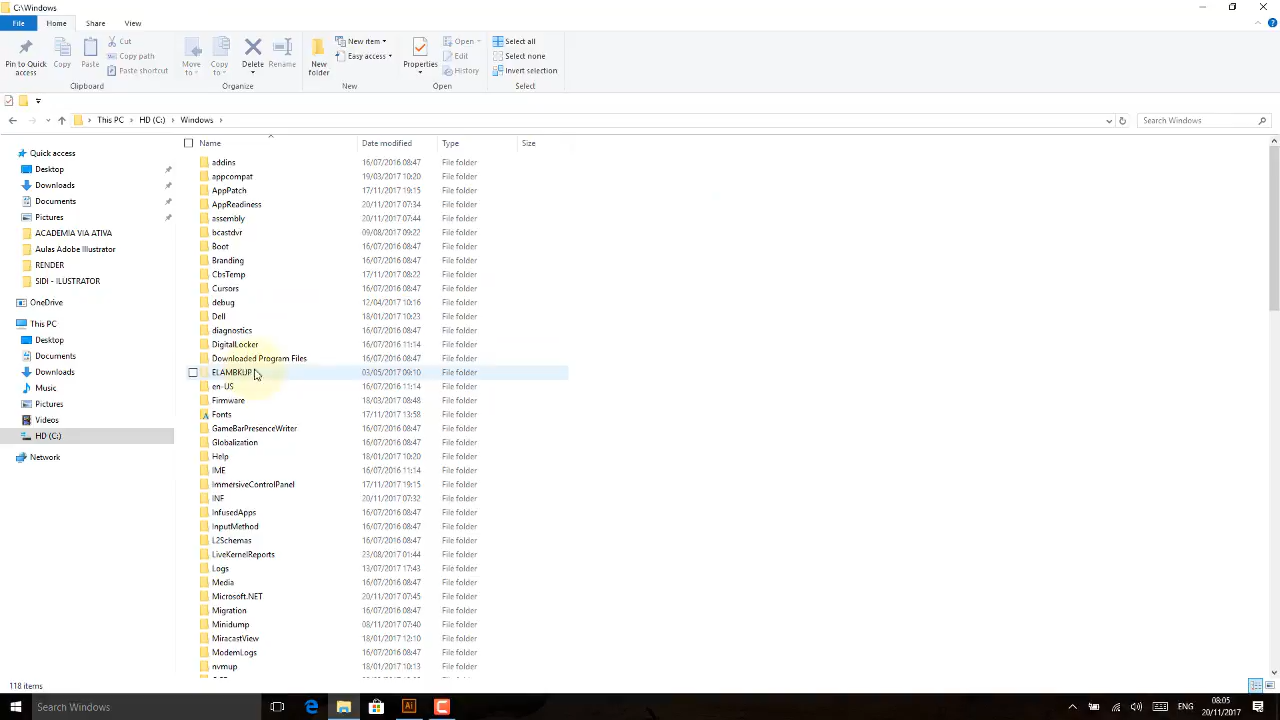 C:\Windows
File Home Share View
Pin to Quick access
Copy
Paste
Cut
Copy path
Paste shortcut
Clipboard
Move to
Copy to
Delete
Rename
Organize
New folder
New item
Easy access
New
Properties
Open
Edit
History
Open
Select all
Select none
Invert selection
Select
This PC HD (C:) Windows
Search Windows
Quick access
Desktop
Downloads
Documents
Pictures
ACADEMIA VIA ATIVA
Aulas Adobe Illustrator
RENDER
SIDI - ILUSTRATOR
OneDrive
This PC
Desktop
Documents
Downloads
Music
Pictures
Videos
HD (C:)
Network
Name Date modified Type Size
addins 16/07/2016 08:47 File folder
appcompat 19/03/2017 10:20 File folder
AppPatch 17/11/2017 19:15 File folder
AppReadiness 20/11/2017 07:34 File folder
assembly 20/11/2017 07:44 File folder
bcastdvr 09/08/2017 09:22 File folder
Boot 16/07/2016 08:47 File folder
Branding 16/07/2016 08:47 File folder
CbsTemp 17/11/2017 08:22 File folder
Cursors 16/07/2016 08:47 File folder
debug 12/04/2017 10:16 File folder
Dell 18/01/2017 10:23 File folder
diagnostics 16/07/2016 08:47 File folder
DigitalLocker 16/07/2016 11:14 File folder
Downloaded Program Files 16/07/2016 08:47 File folder
ELAMBKUP 03/05/2017 09:10 File folder
en-US 16/07/2016 11:14 File folder
Firmware 18/03/2017 08:48 File folder
Fonts 17/11/2017 13:58 File folder
GameBarPresenceWriter 16/07/2016 08:47 File folder
Globalization 16/07/2016 08:47 File folder
Help 18/01/2017 10:20 File folder
IME 16/07/2016 11:14 File folder
ImmersiveControlPanel 17/11/2017 19:15 File folder
INF 20/11/2017 07:32 File folder
InfusedApps 16/07/2016 08:47 File folder
InputMethod 16/07/2016 08:47 File folder
L2Schemas 16/07/2016 08:47 File folder
LiveKernelReports 23/08/2017 01:44 File folder
Logs 13/07/2017 17:43 File folder
Media 16/07/2016 08:47 File folder
Microsoft.NET 20/11/2017 07:45 File folder
Migration 16/07/2016 08:47 File folder
Minidump 08/11/2017 07:40 File folder
MiracastView 18/01/2017 12:10 File folder
ModemLogs 16/07/2016 08:47 File folder
nvmup 18/01/2017 10:13 File folder
118 items
Search Windows
Ai
ENG
08:05
20/11/2017